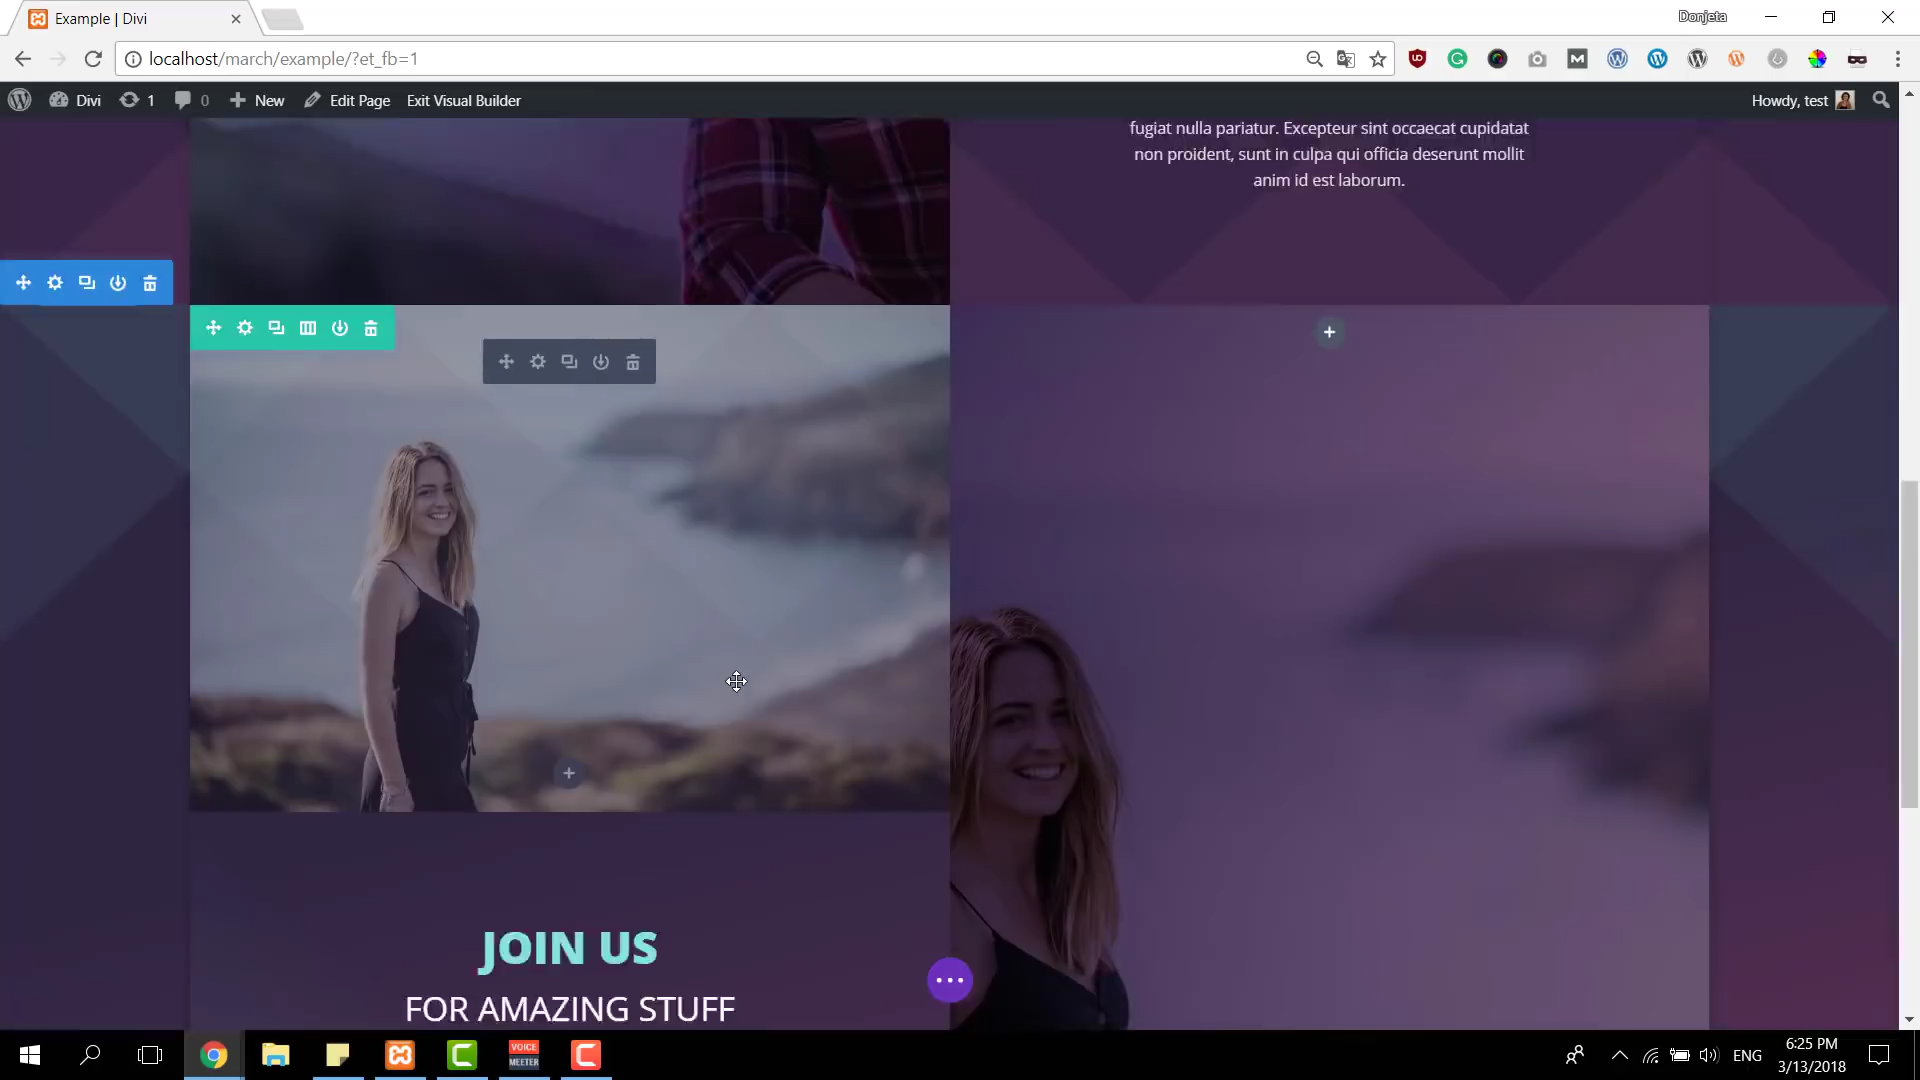 Example | Divi
Donjeta
localhost/march/example/?et_fb=1
Divi 1 0 New Edit Page Exit Visual Builder Howdy, test
fugiat nulla pariatur. Excepteur sint occaecat cupidatat
non proident, sunt in culpa qui officia deserunt mollit
anim id est laborum.
JOIN US
FOR AMAZING STUFF
VOICE
MEETER
ENG
6:25 PM
3/13/2018